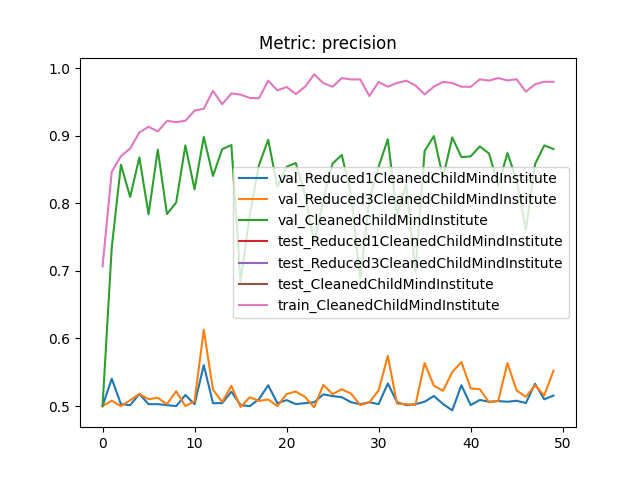 Metric: precision
1.0
0.9
0.8
0.7
0.6
0.5
val_Reduced1CleanedChildMindInstitute
val_Reduced3CleanedChildMindInstitute
val_CleanedChildMindInstitute
test_Reduced1CleanedChildMindInstitute
test_Reduced3CleanedChildMindInstitute
test_CleanedChildMindInstitute
train_CleanedChildMindInstitute
0 10 20 30 40 50